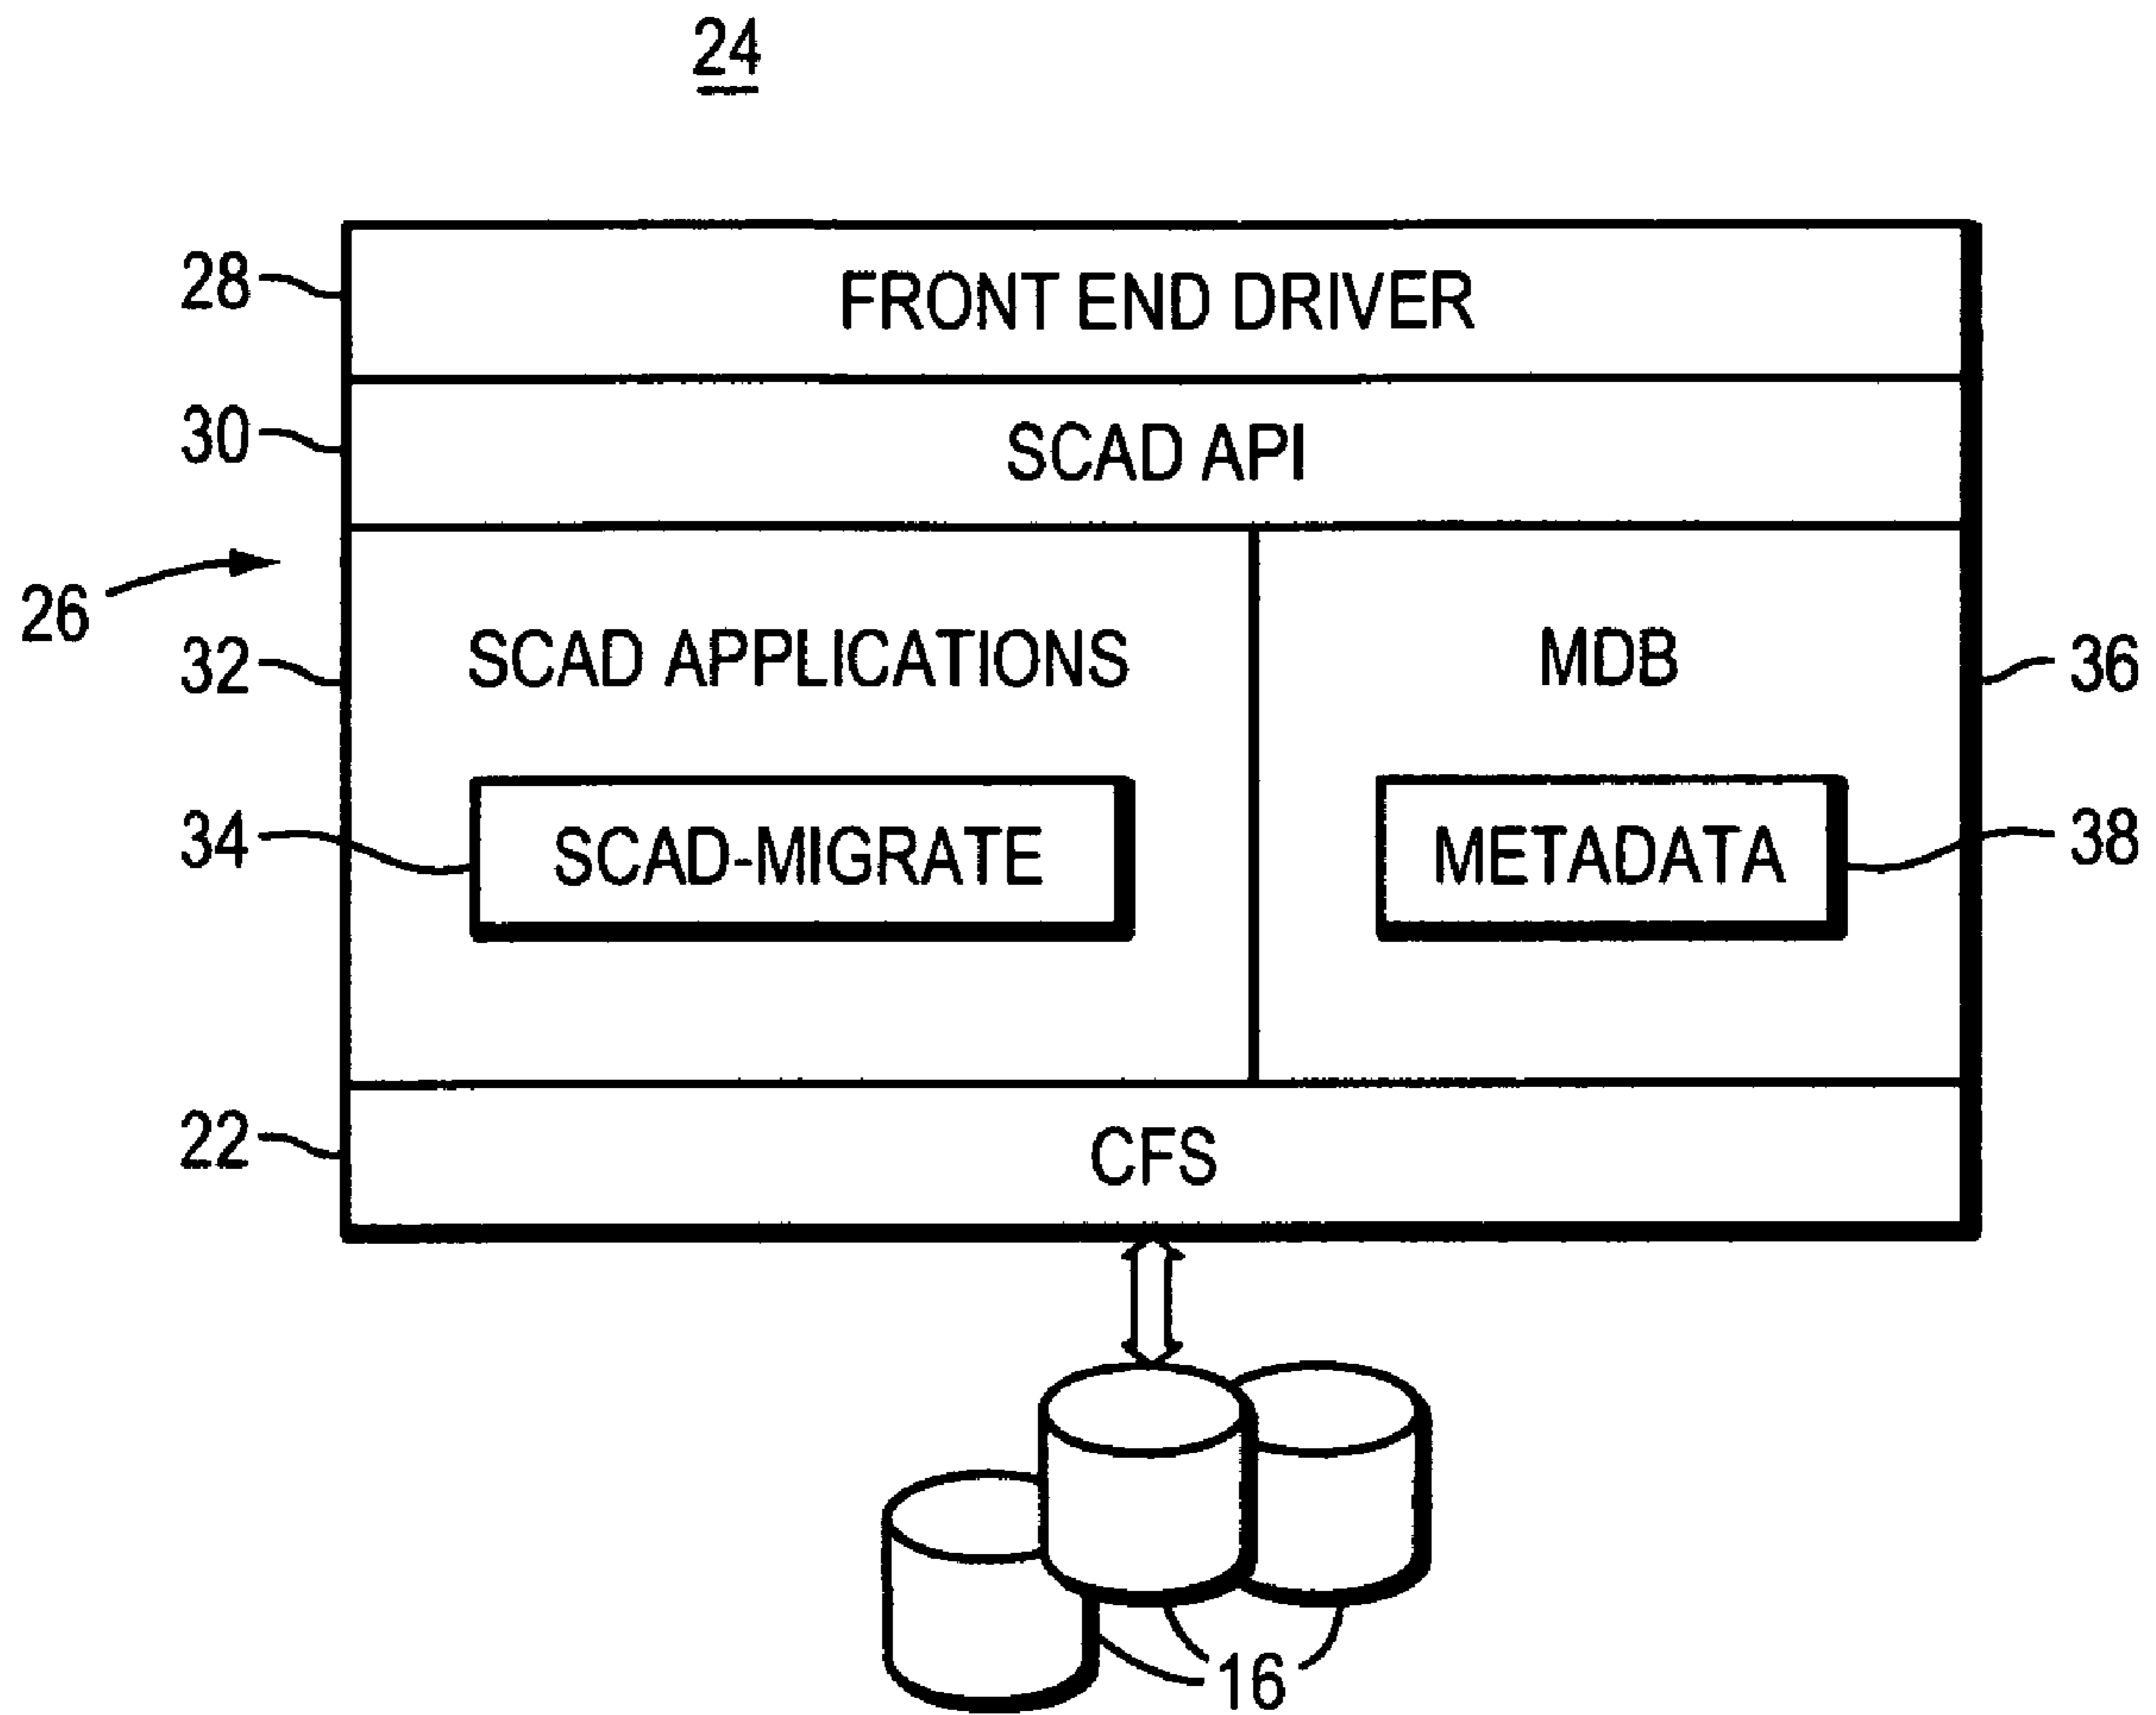 24
28
FRONT END DRIVER
30
SCAD API
26
32
SCAD APPLICATIONS
MDB
36
34
SCAD-MIGRATE
METADATA
38
22
CFS
16